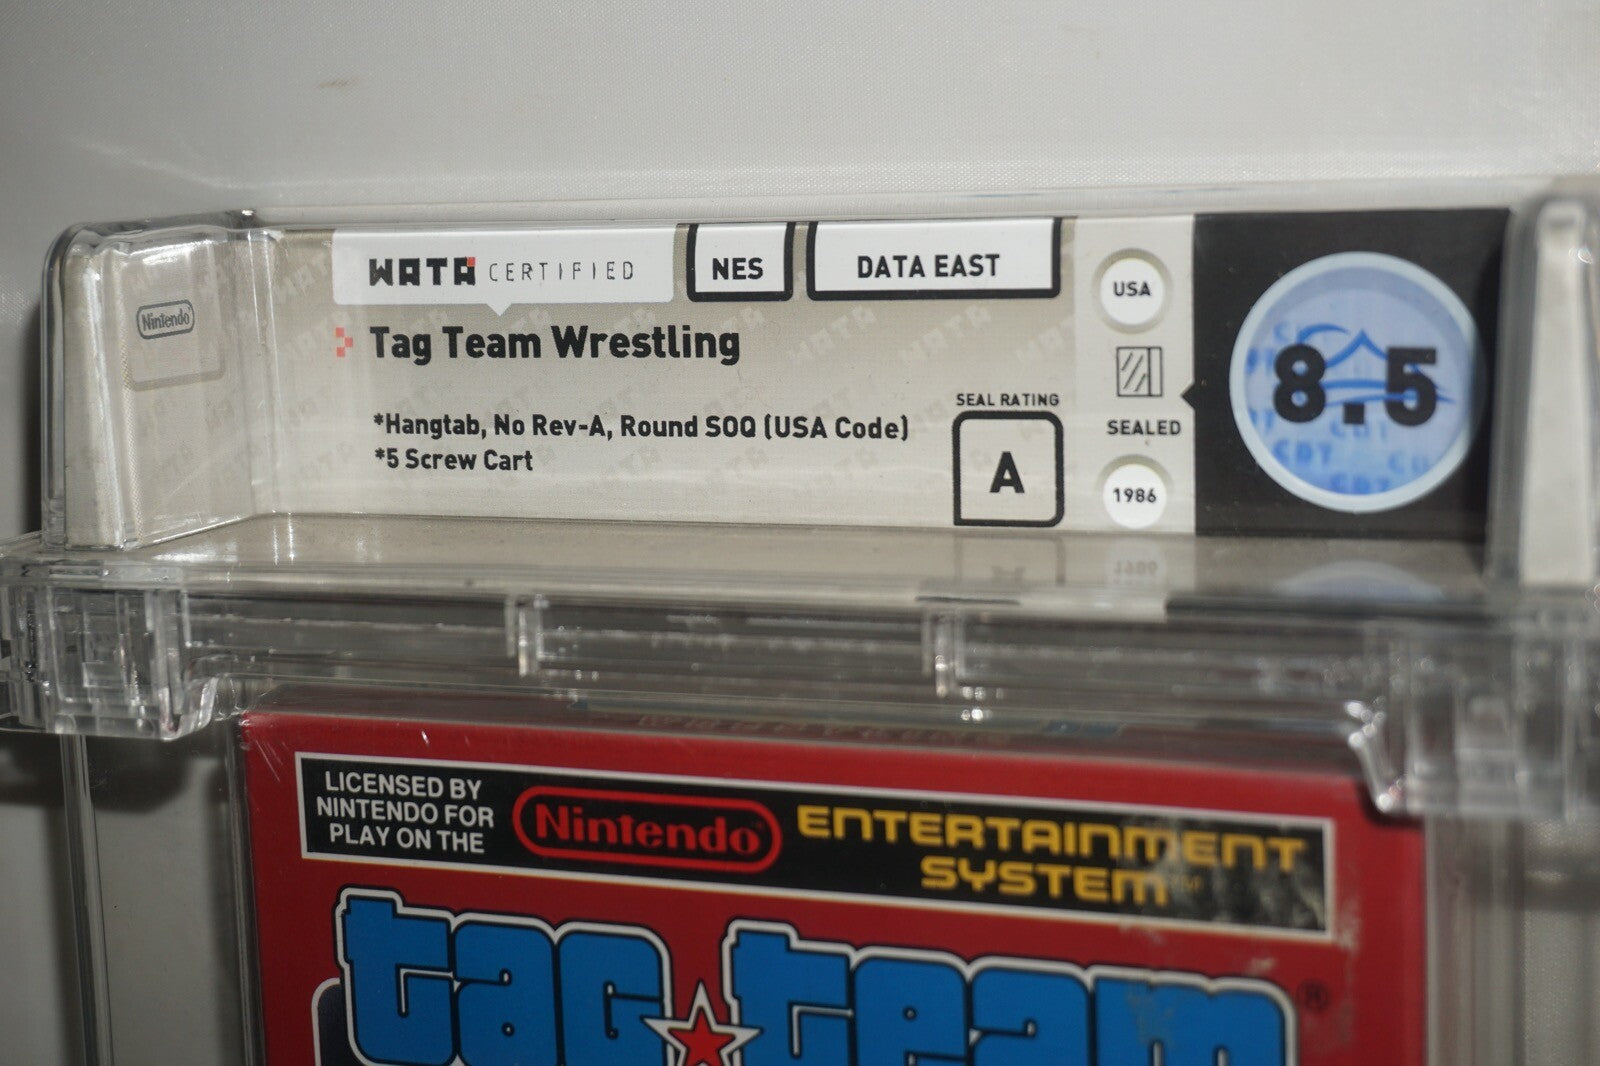 Nintendo
WATA CERTIFIED
NES
DATA EAST
Tag Team Wrestling
*Hangtab, No Rev-A, Round SOQ (USA Code)
*5 Screw Cart
SEAL RATING
A
USA
SEALED
1986
8.5
LICENSED BY
NINTENDO FOR
PLAY ON THE
Nintendo®
ENTERTAINMENT
SYSTEM™
tag team®